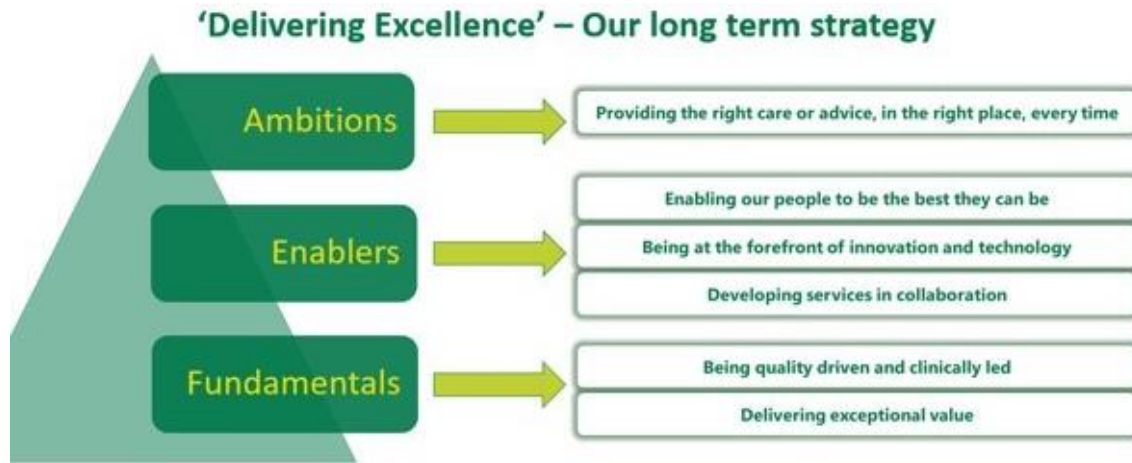 ‘Delivering Excellence’ – Our long term strategy
Ambitions
Providing the right care or advice, in the right place, every time
Enablers
Enabling our people to be the best they can be
Being at the forefront of innovation and technology
Developing services in collaboration
Fundamentals
Being quality driven and clinically led
Delivering exceptional value